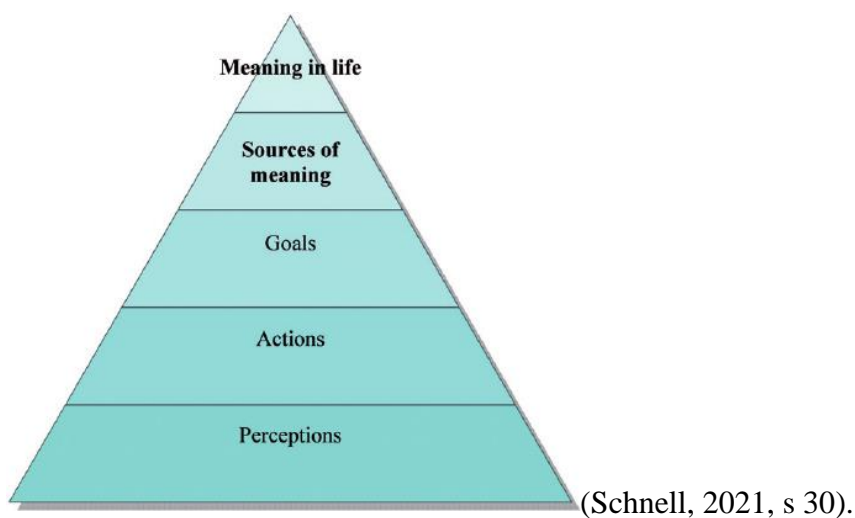 Meaning in life
Sources of
meaning
Goals
Actions
Perceptions
(Schnell, 2021, s 30).